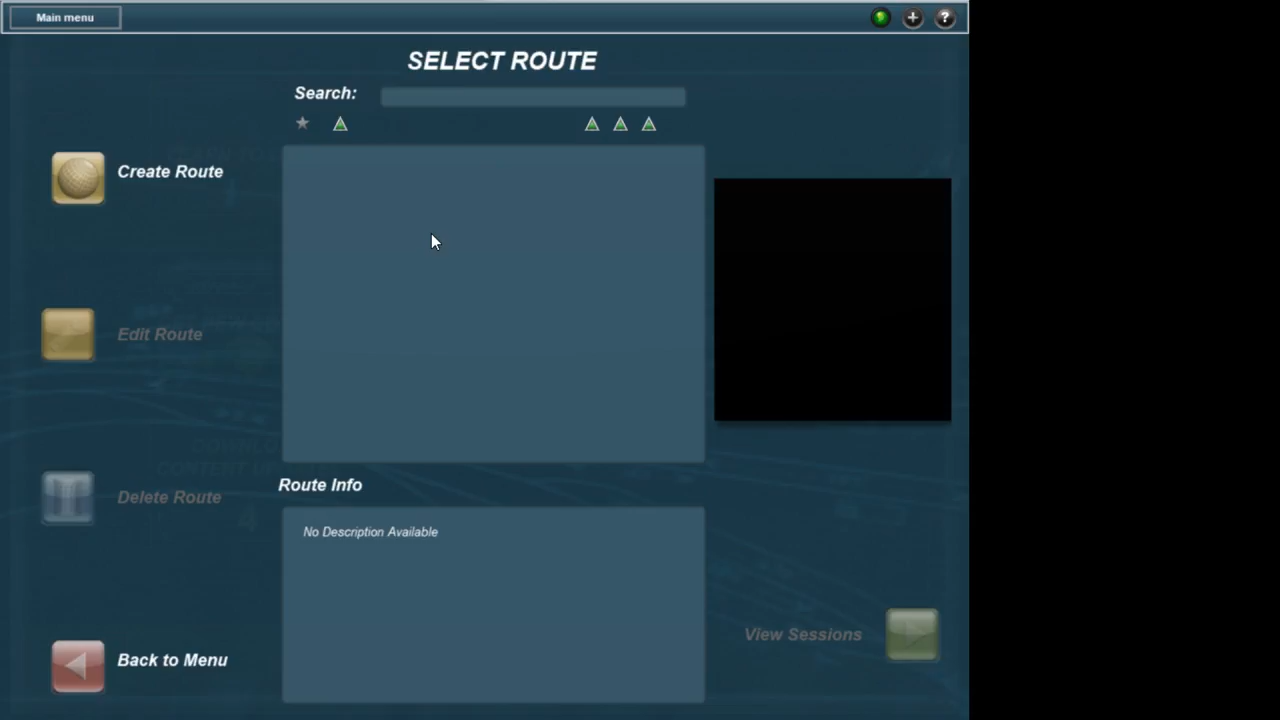 Main menu
SELECT ROUTE
Search:
Create Route
Edit Route
Delete Route
Route Info
No Description Available
View Sessions
Back to Menu